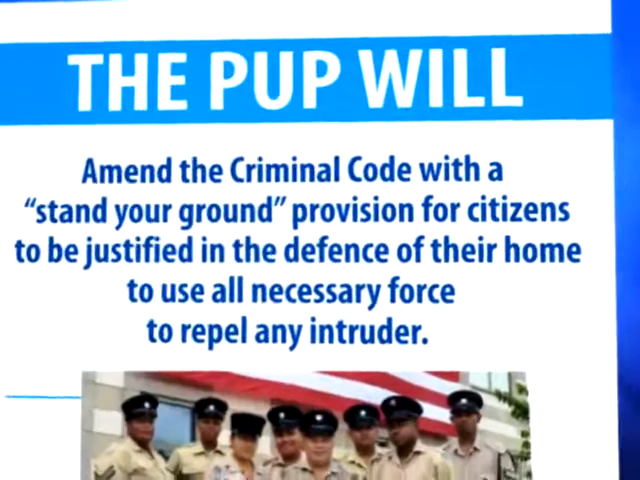 THE PUP WILL
Amend the Criminal Code with a
“stand your ground” provision for citizens
to be justified in the defence of their home
to use all necessary force
to repel any intruder.